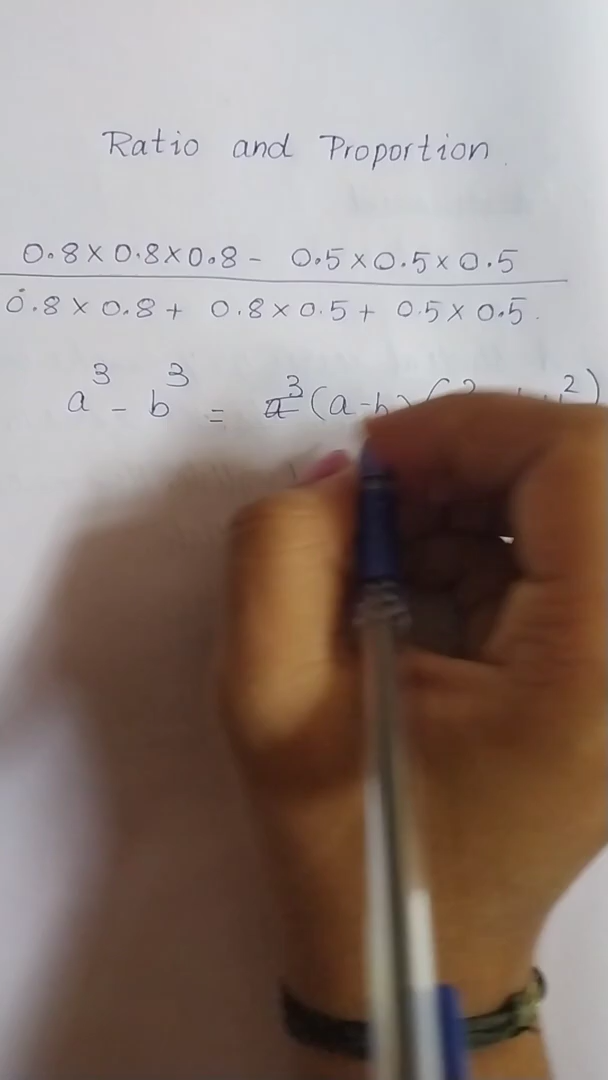 Ratio and Proportion
0.8 × 0.8 × 0.8 - 0.5 × 0.5 × 0.5
0.8 × 0.8 + 0.8 × 0.5 + 0.5 × 0.5
a³ - b³ = (a-b)